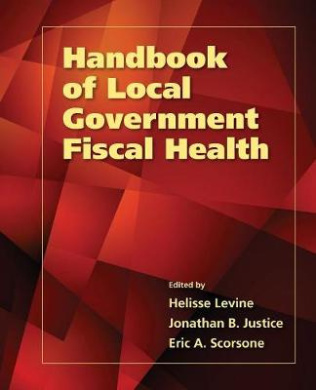 Handbook
of Local
Government
Fiscal Health
Edited by
Helisse Levine
Jonathan B. Justice
Eric A. Scorsone